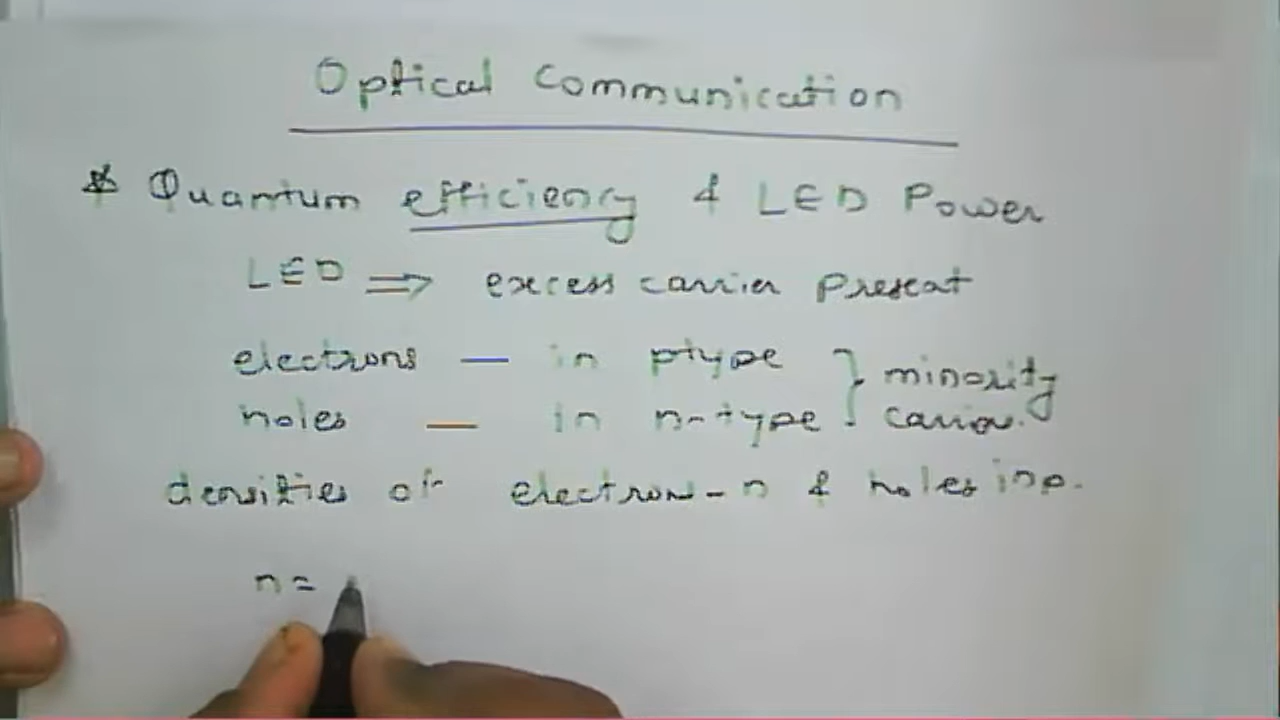 Optical Communication
* Quantum efficiency & LED Power
LED ⇒ excess carrier present
electrons — in ptype } minority
holes — in n-type } carrier.
densities of electron - n & holes in p.
n =